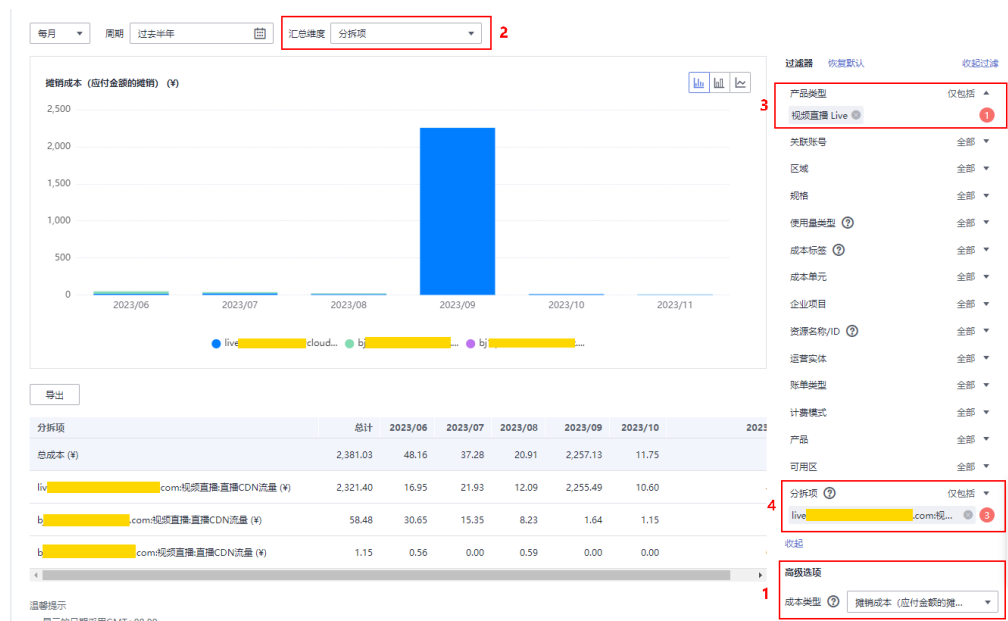 每月 周期 过去半年 汇总维度 分拆项 2
摊销成本（应付金额的摊销） (¥)
2,500
2,000
1,500
1,000
500
0
2023/06 2023/07 2023/08 2023/09 2023/10 2023/11
live cloud... bj ... bj ...
导出
分拆项 总计 2023/06 2023/07 2023/08 2023/09 2023/10 2023
总成本 (¥) 2,381.03 48.16 37.28 20.91 2,257.13 11.75
liv com:视频直播:直播CDN流量 (¥) 2,321.40 16.95 21.93 12.09 2,255.49 10.60
b .com:视频直播:直播CDN流量 (¥) 58.48 30.65 15.35 8.23 1.64 1.15
b com:视频直播:直播CDN流量 (¥) 1.15 0.56 0.00 0.59 0.00 0.00
温馨提示
过滤器 恢复默认 收起过滤
3 产品类型 仅包括
视频直播 Live 1
关联账号 全部
区域 全部
规格 全部
使用量类型 ? 全部
成本标签 ? 全部
成本单元 全部
企业项目 全部
资源名称/ID ? 全部
运营实体 全部
账单类型 全部
计费模式 全部
产品 全部
可用区 全部
4 分拆项 ? 仅包括
live .com:视... 3
收起
高级选项
1 成本类型 ? 摊销成本（应付金额的摊...